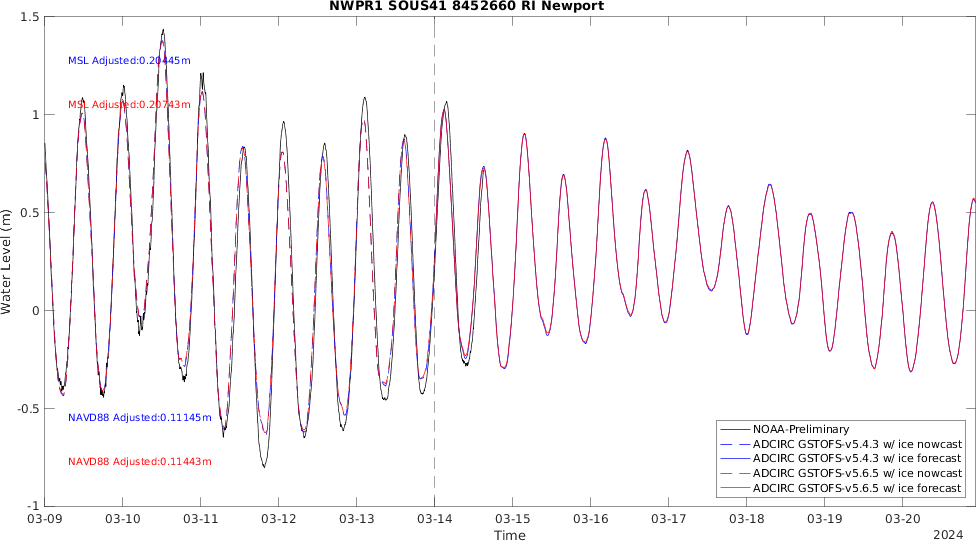 NWPR1 SOUS41 8452660 RI Newport
1.5
1
0.5
0
-0.5
-1
Water Level (m)
MSL Adjusted:0.20445m
MSL Adjusted:0.20743m
NAVD88 Adjusted:0.11145m
NAVD88 Adjusted:0.11443m
NOAA-Preliminary
ADCIRC GSTOFS-v5.4.3 w/ ice nowcast
ADCIRC GSTOFS-v5.4.3 w/ ice forecast
ADCIRC GSTOFS-v5.6.5 w/ ice nowcast
ADCIRC GSTOFS-v5.6.5 w/ ice forecast
03-09 03-10 03-11 03-12 03-13 03-14 03-15 03-16 03-17 03-18 03-19 03-20
Time
2024